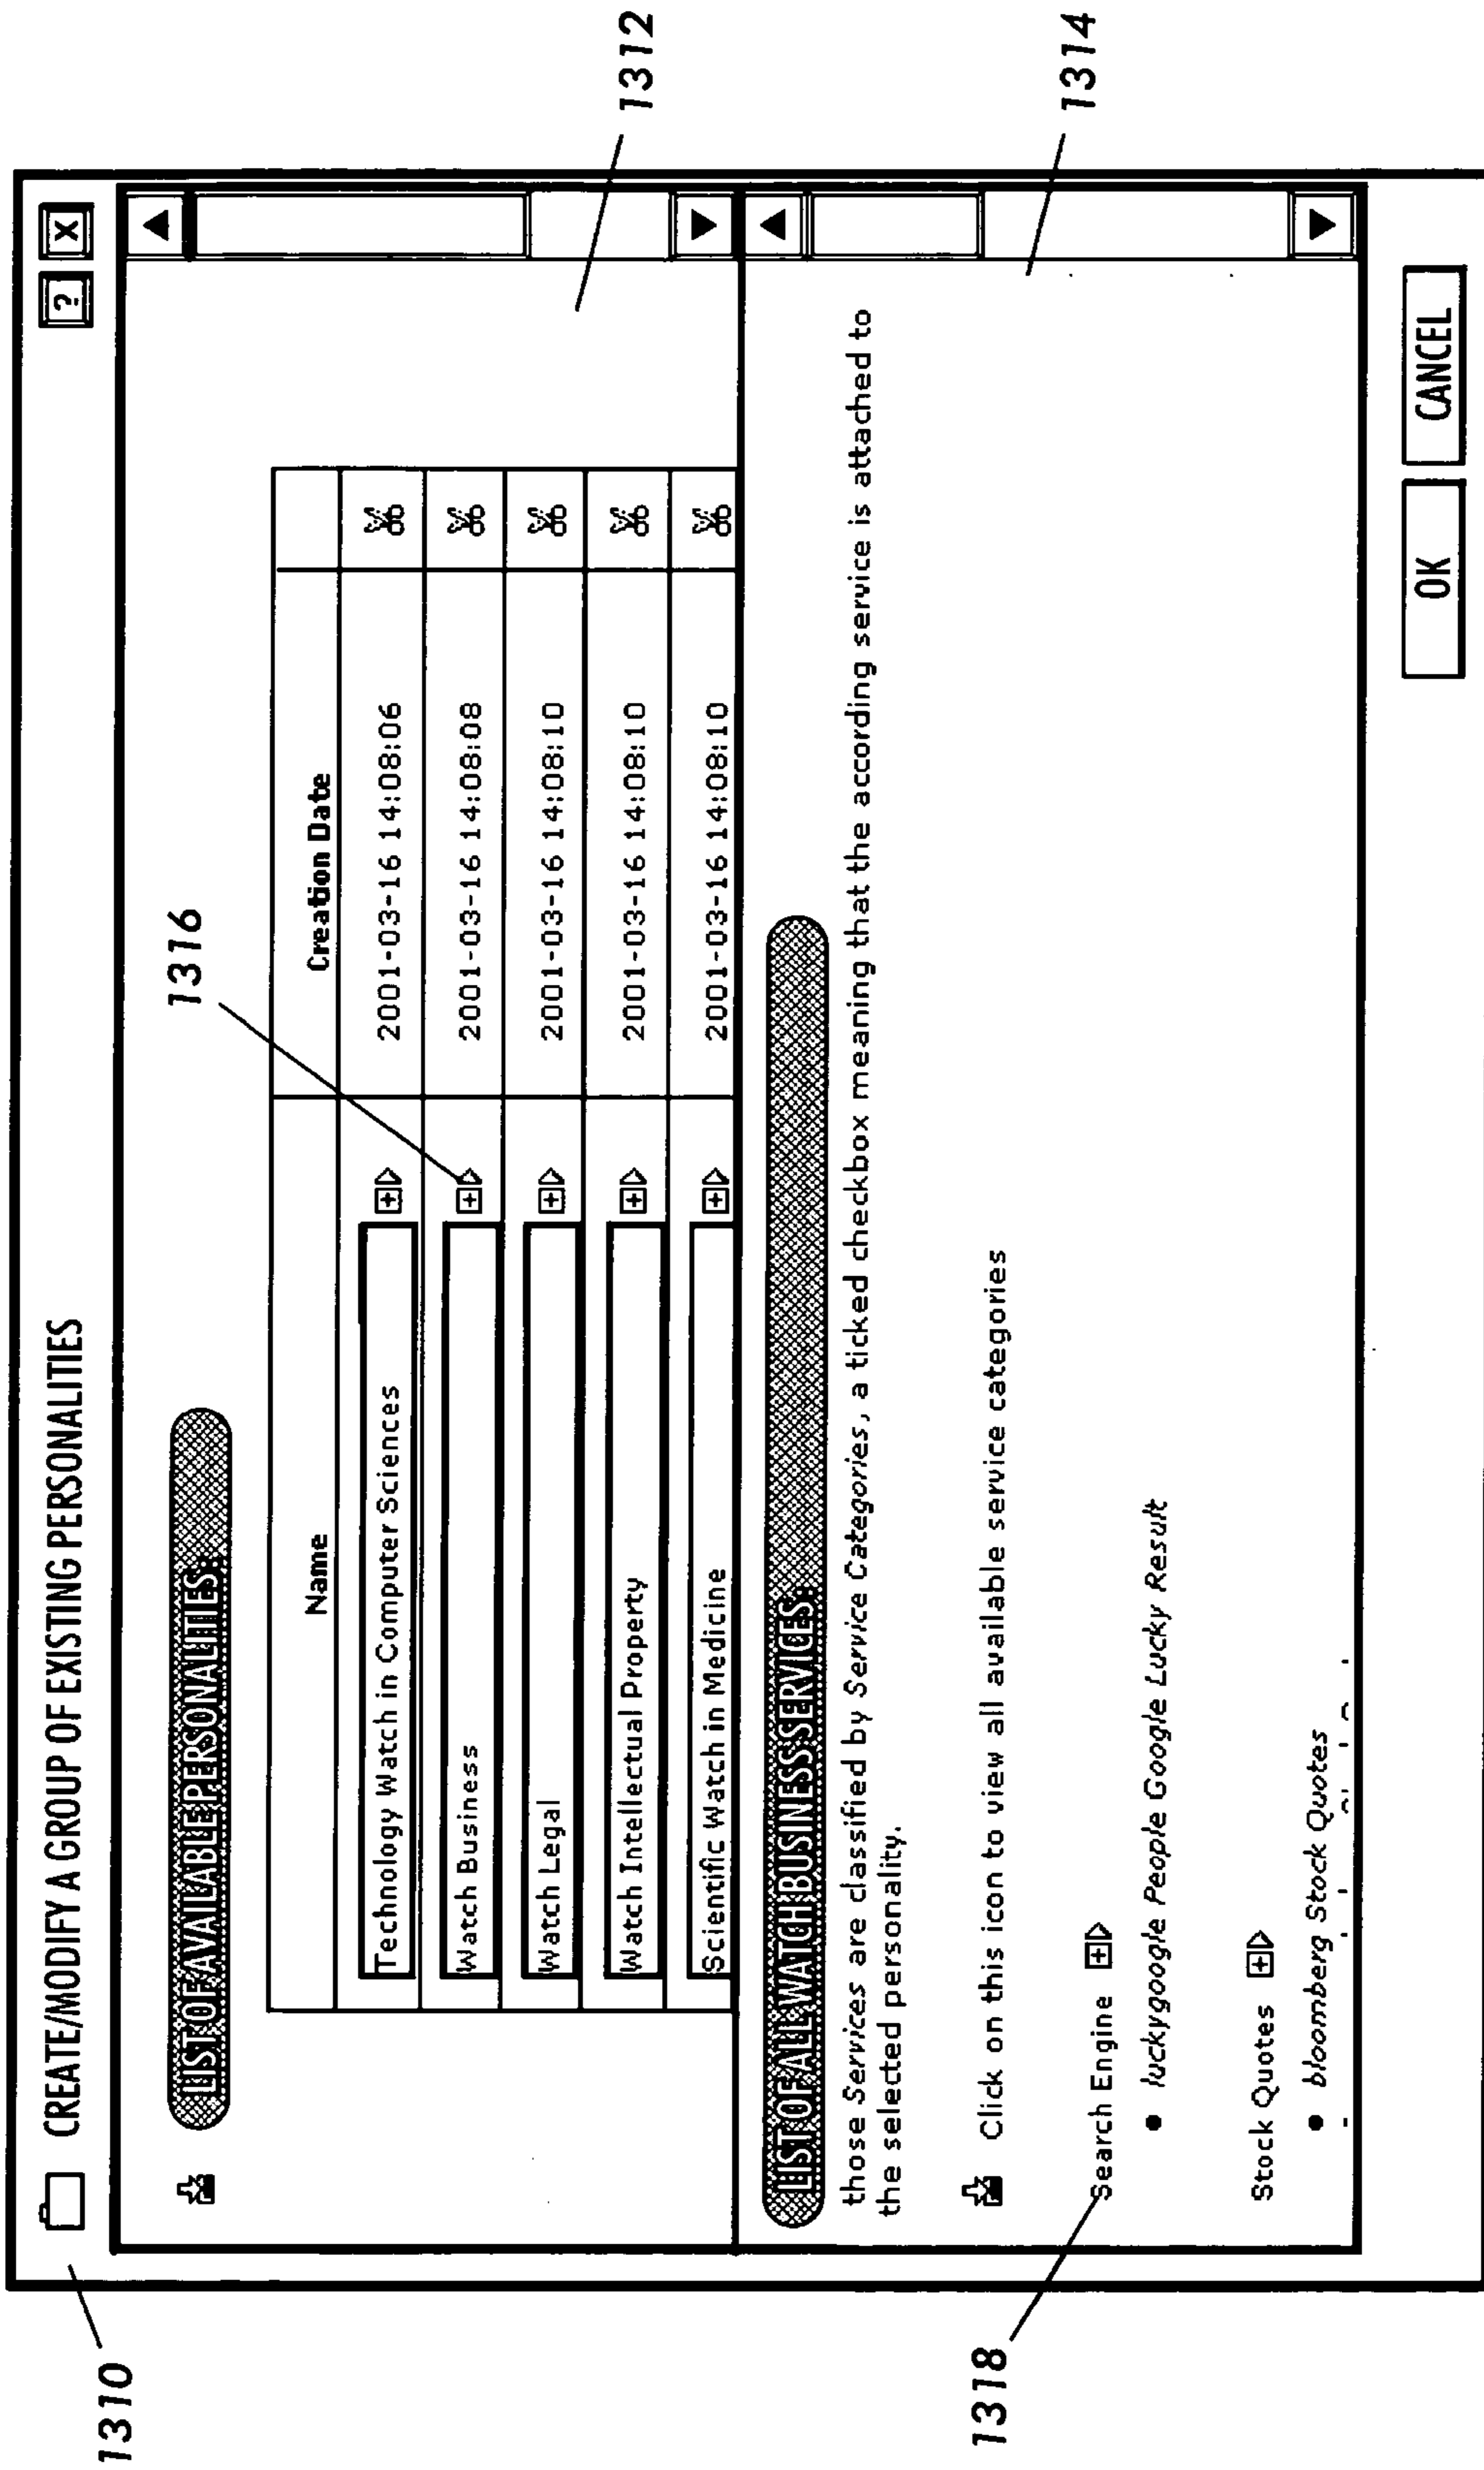 1310
CREATE/MODIFY A GROUP OF EXISTING PERSONALITIES
? X
LIST OF AVAILABLE PERSONALITIES:
1316
Name Creation Date
Technology Watch in Computer Sciences 2001-03-16 14:08:06
Watch Business 2001-03-16 14:08:08
Watch Legal 2001-03-16 14:08:10
Watch Intellectual Property 2001-03-16 14:08:10
Scientific Watch in Medicine 2001-03-16 14:08:10
1312
LIST OF ALL WATCH BUSINESS SERVICES:
those Services are classified by Service Categories, a ticked checkbox meaning that the according service is attached to
the selected personality.
Click on this icon to view all available service categories
1314
1318
Search Engine
• luckygoogle People Google Lucky Result
Stock Quotes
• bloomberg Stock Quotes
OK CANCEL